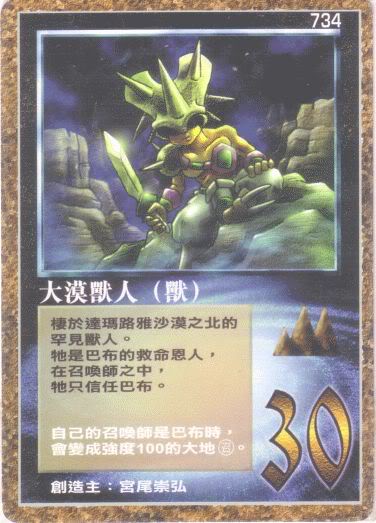 734
大漠獸人（獸）
棲於達瑪路雅沙漠之北的
罕見獸人。
牠是巴布的救命恩人，
在召喚師之中，
牠只信任巴布。
自己的召喚師是巴布時，
會變成強度100的大地㊣。
30
創造主：宮尾崇弘